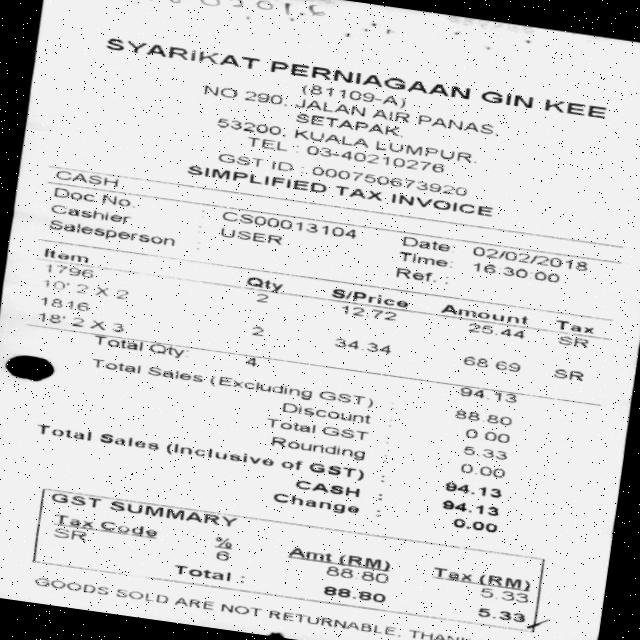 SYARIKAT PERNIAGAAN GIN KEE
(81109-A)
NO 290, JALAN AIR PANAS,
SETAPAK,
53200, KUALA LUMPUR.
TEL : 03-40210276
GST ID : 000750673920
SIMPLIFIED TAX INVOICE
CASH
Doc No : CS00013104 Date : 02/02/2018
Cashier : USER Time : 16:30:00
Salesperson : Ref. :
Item Qty S/Price Amount Tax
1796 2 12.72 25.44 SR
10' 2 X 2
1816 2 34.34 68.69 SR
18' 2 X 3
Total Qty: 4 94.13
Total Sales (Excluding GST) : 88.80
Discount : 0.00
Total GST : 5.33
Rounding : 0.00
Total Sales (Inclusive of GST) : 94.13
CASH : 94.13
Change : 0.00
GST SUMMARY
Tax Code % Amt (RM) Tax (RM)
SR 6 88.80 5.33
Total : 88.80 5.33
GOODS SOLD ARE NOT RETURNABLE,